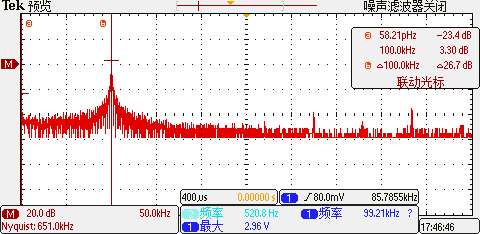 Tek 预览
噪声滤波器关闭
a 58.21pHz -23.4 dB
100.0kHz 3.30 dB
b △100.0kHz △26.7 dB
联动光标
M
a
b
400µs 0.00000 s
1 80.0mV 85.7855kHz
M 20.0 dB 50.0kHz
Nyquist: 651.0kHz
2 频率 520.8 Hz
1 频率 99.21kHz ?
1 最大 2.96 V
17:46:46